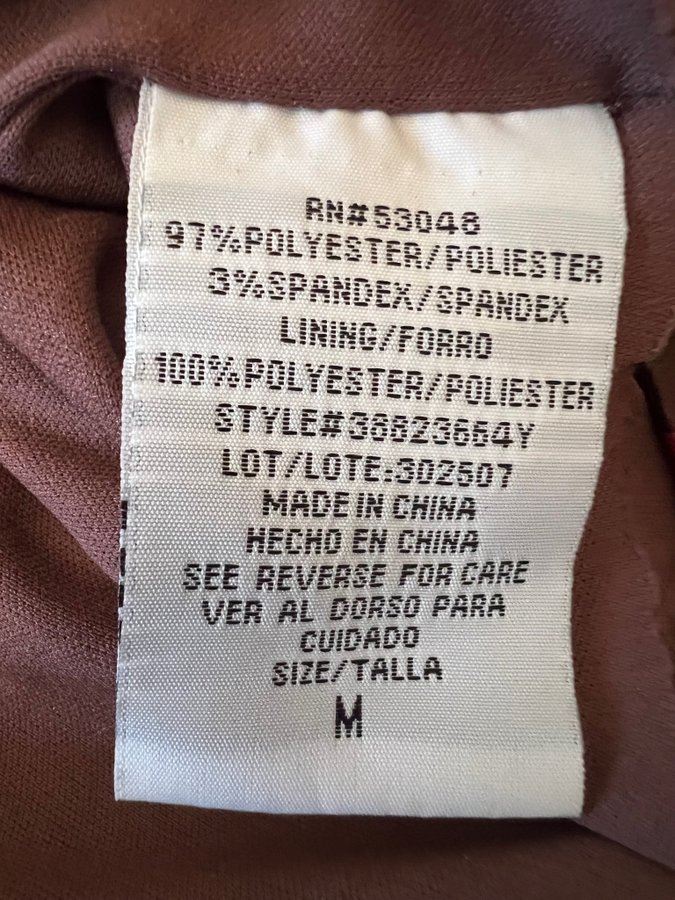 RN#53048
97%POLYESTER/POLIESTER
3%SPANDEX/SPANDEX
LINING/FORRO
100%POLYESTER/POLIESTER
STYLE#38823664Y
LOT/LOTE:302507
MADE IN CHINA
HECHO EN CHINA
SEE REVERSE FOR CARE
VER AL DORSO PARA
CUIDADO
SIZE/TALLA
M